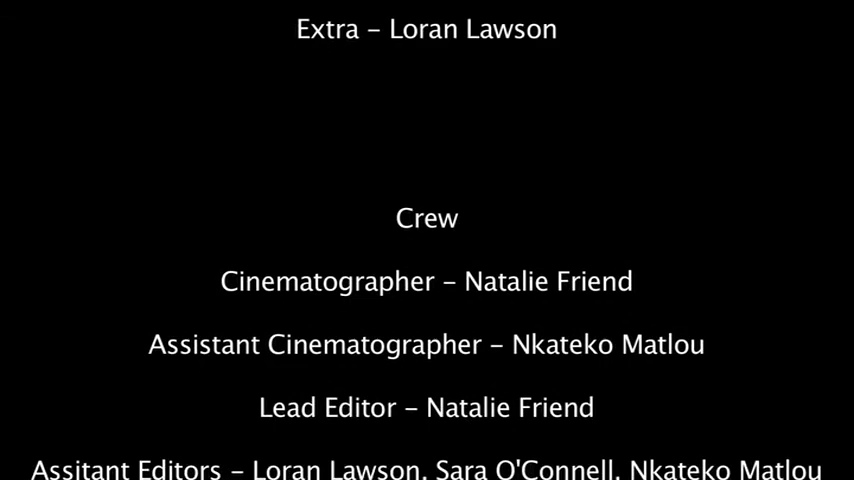 Extra – Loran Lawson
Crew
Cinematographer – Natalie Friend
Assistant Cinematographer – Nkateko Matlou
Lead Editor – Natalie Friend
Assitant Editors – Loran Lawson, Sara O'Connell, Nkateko Matlou